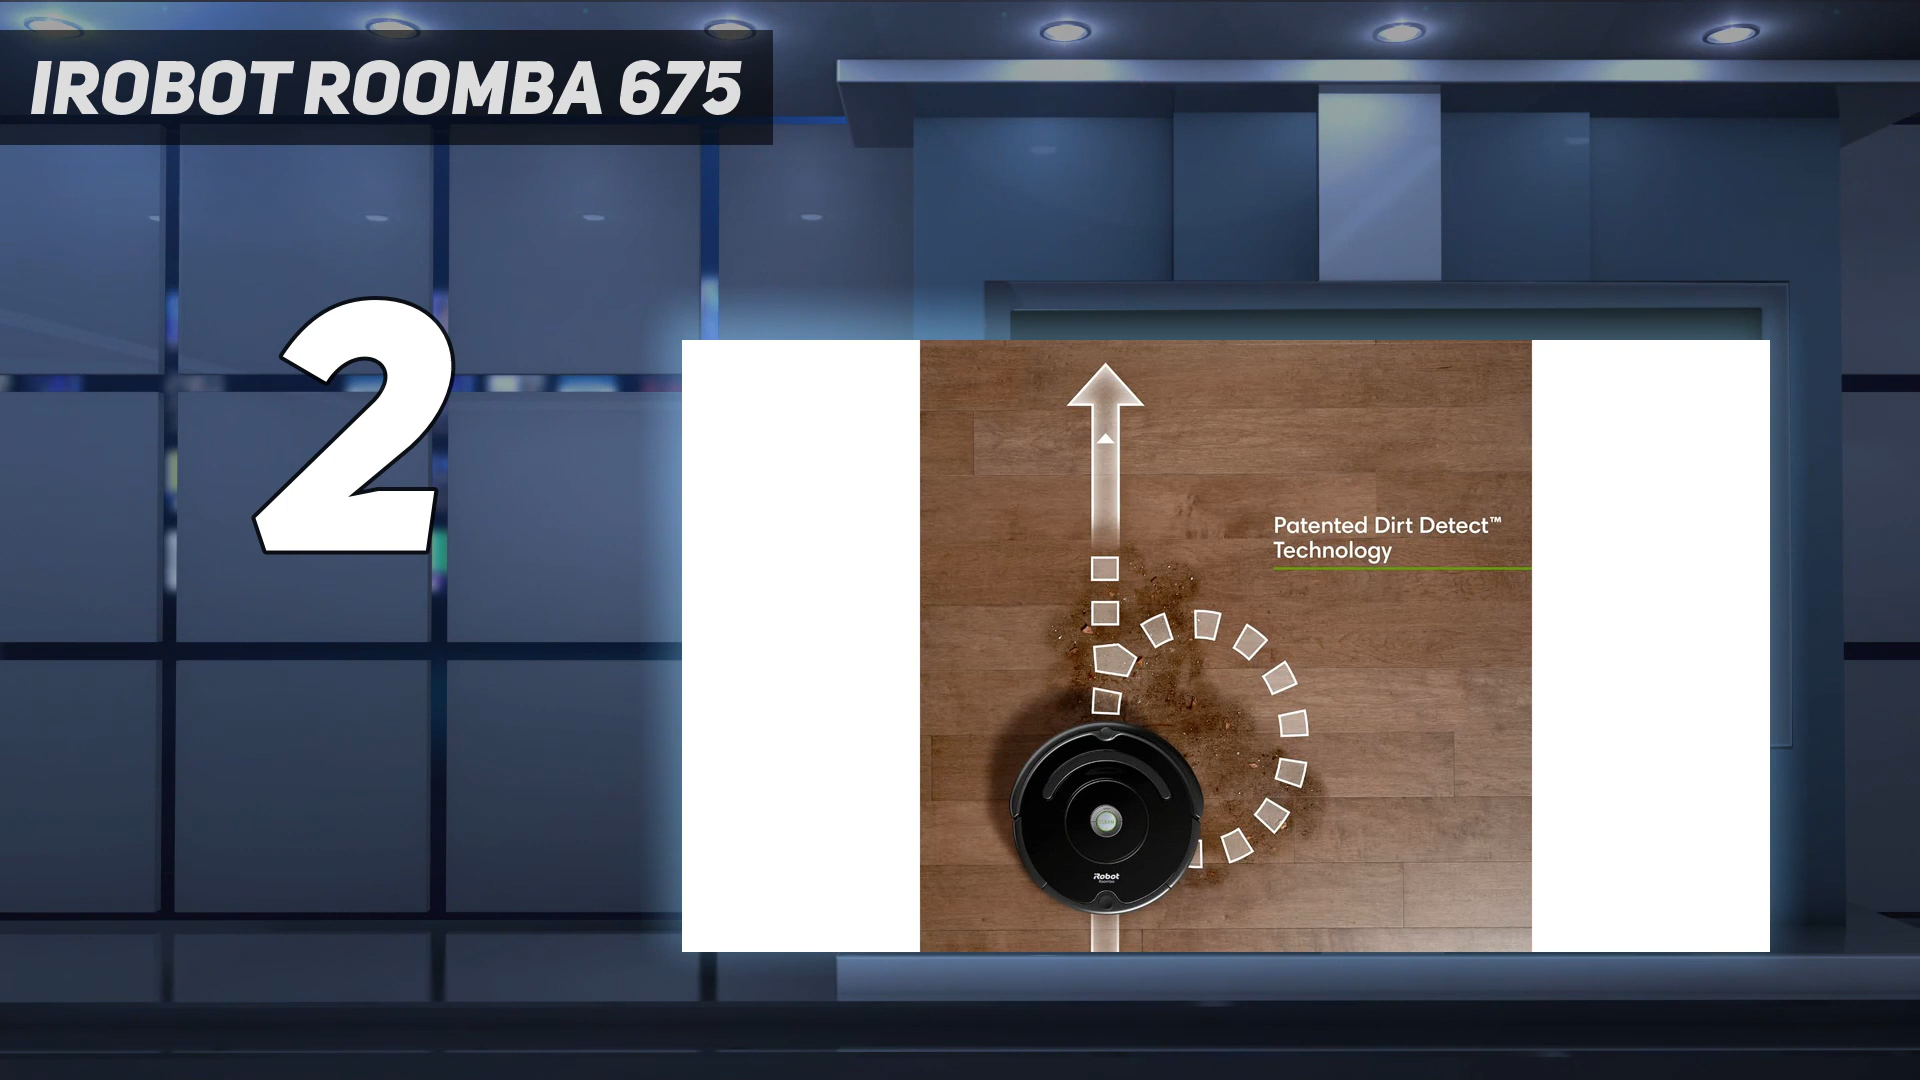 IROBOT ROOMBA 675
2
Patented Dirt Detect™
Technology
iRobot